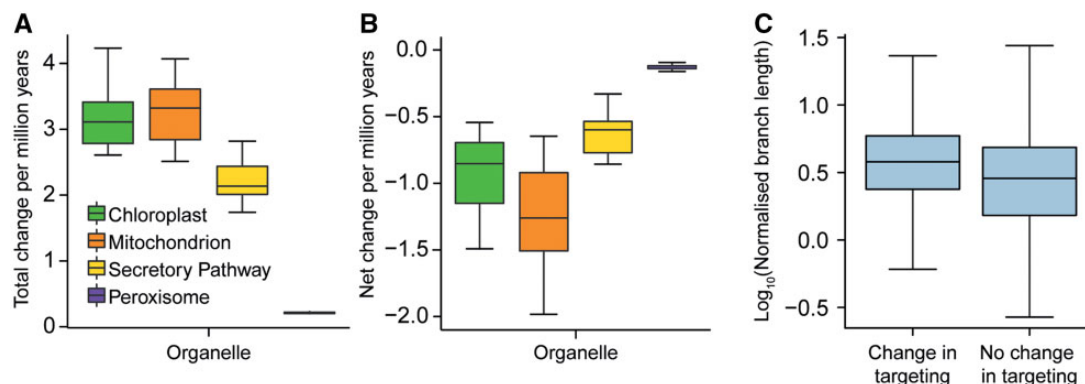 A
Total change per million years
4
3
2
1
0
Chloroplast
Mitochondrion
Secretory Pathway
Peroxisome
Organelle
B
Net change per million years
0.0
−0.5
−1.0
−1.5
−2.0
Organelle
C
Log10(Normalised branch length)
1.5
1.0
0.5
0.0
−0.5
Change in
targeting
No change
in targeting